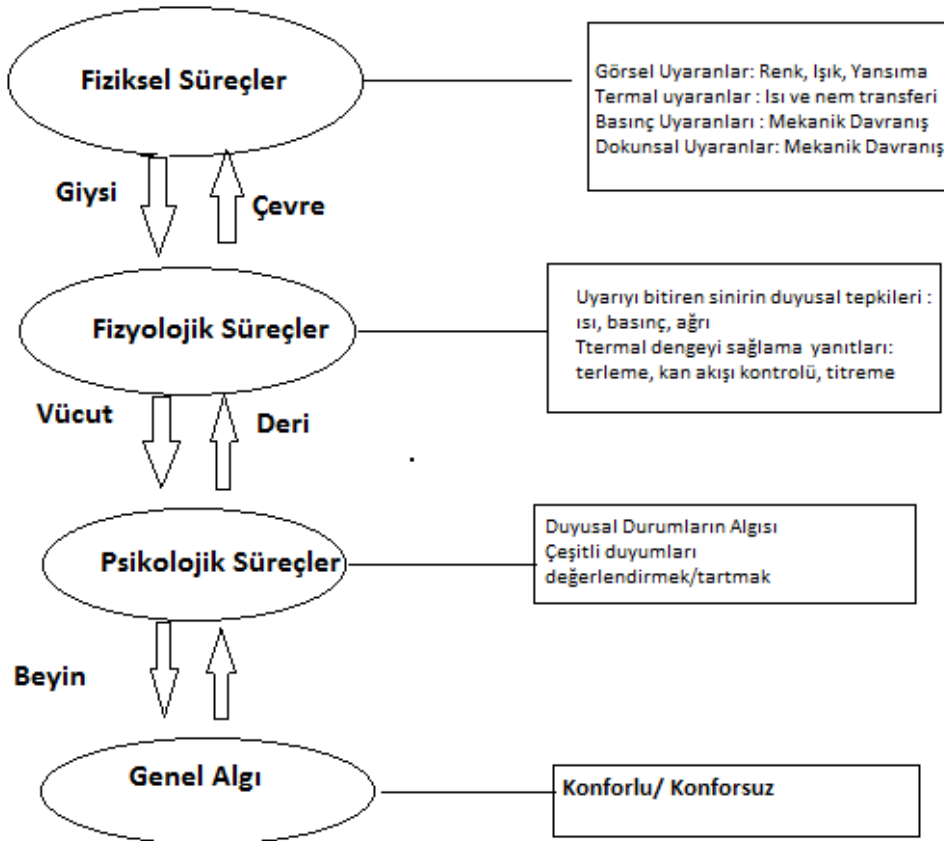 Fiziksel Süreçler
Görsel Uyaranlar: Renk, Işık, Yansıma
Termal uyaranlar : Isı ve nem transferi
Basınç Uyaranları : Mekanik Davranış
Dokunsal Uyaranlar: Mekanik Davranış
Giysi
Çevre
Fizyolojik Süreçler
Uyarıyı bitiren sinirin duyusal tepkileri :
ısı, basınç, ağrı
Ttermal dengeyi sağlama yanıtları:
terleme, kan akışı kontrolü, titreme
Vücut
Deri
Psikolojik Süreçler
Duyusal Durumların Algısı
Çeşitli duyumları
değerlendirmek/tartmak
Beyin
Genel Algı
Konforlu/ Konforsuz